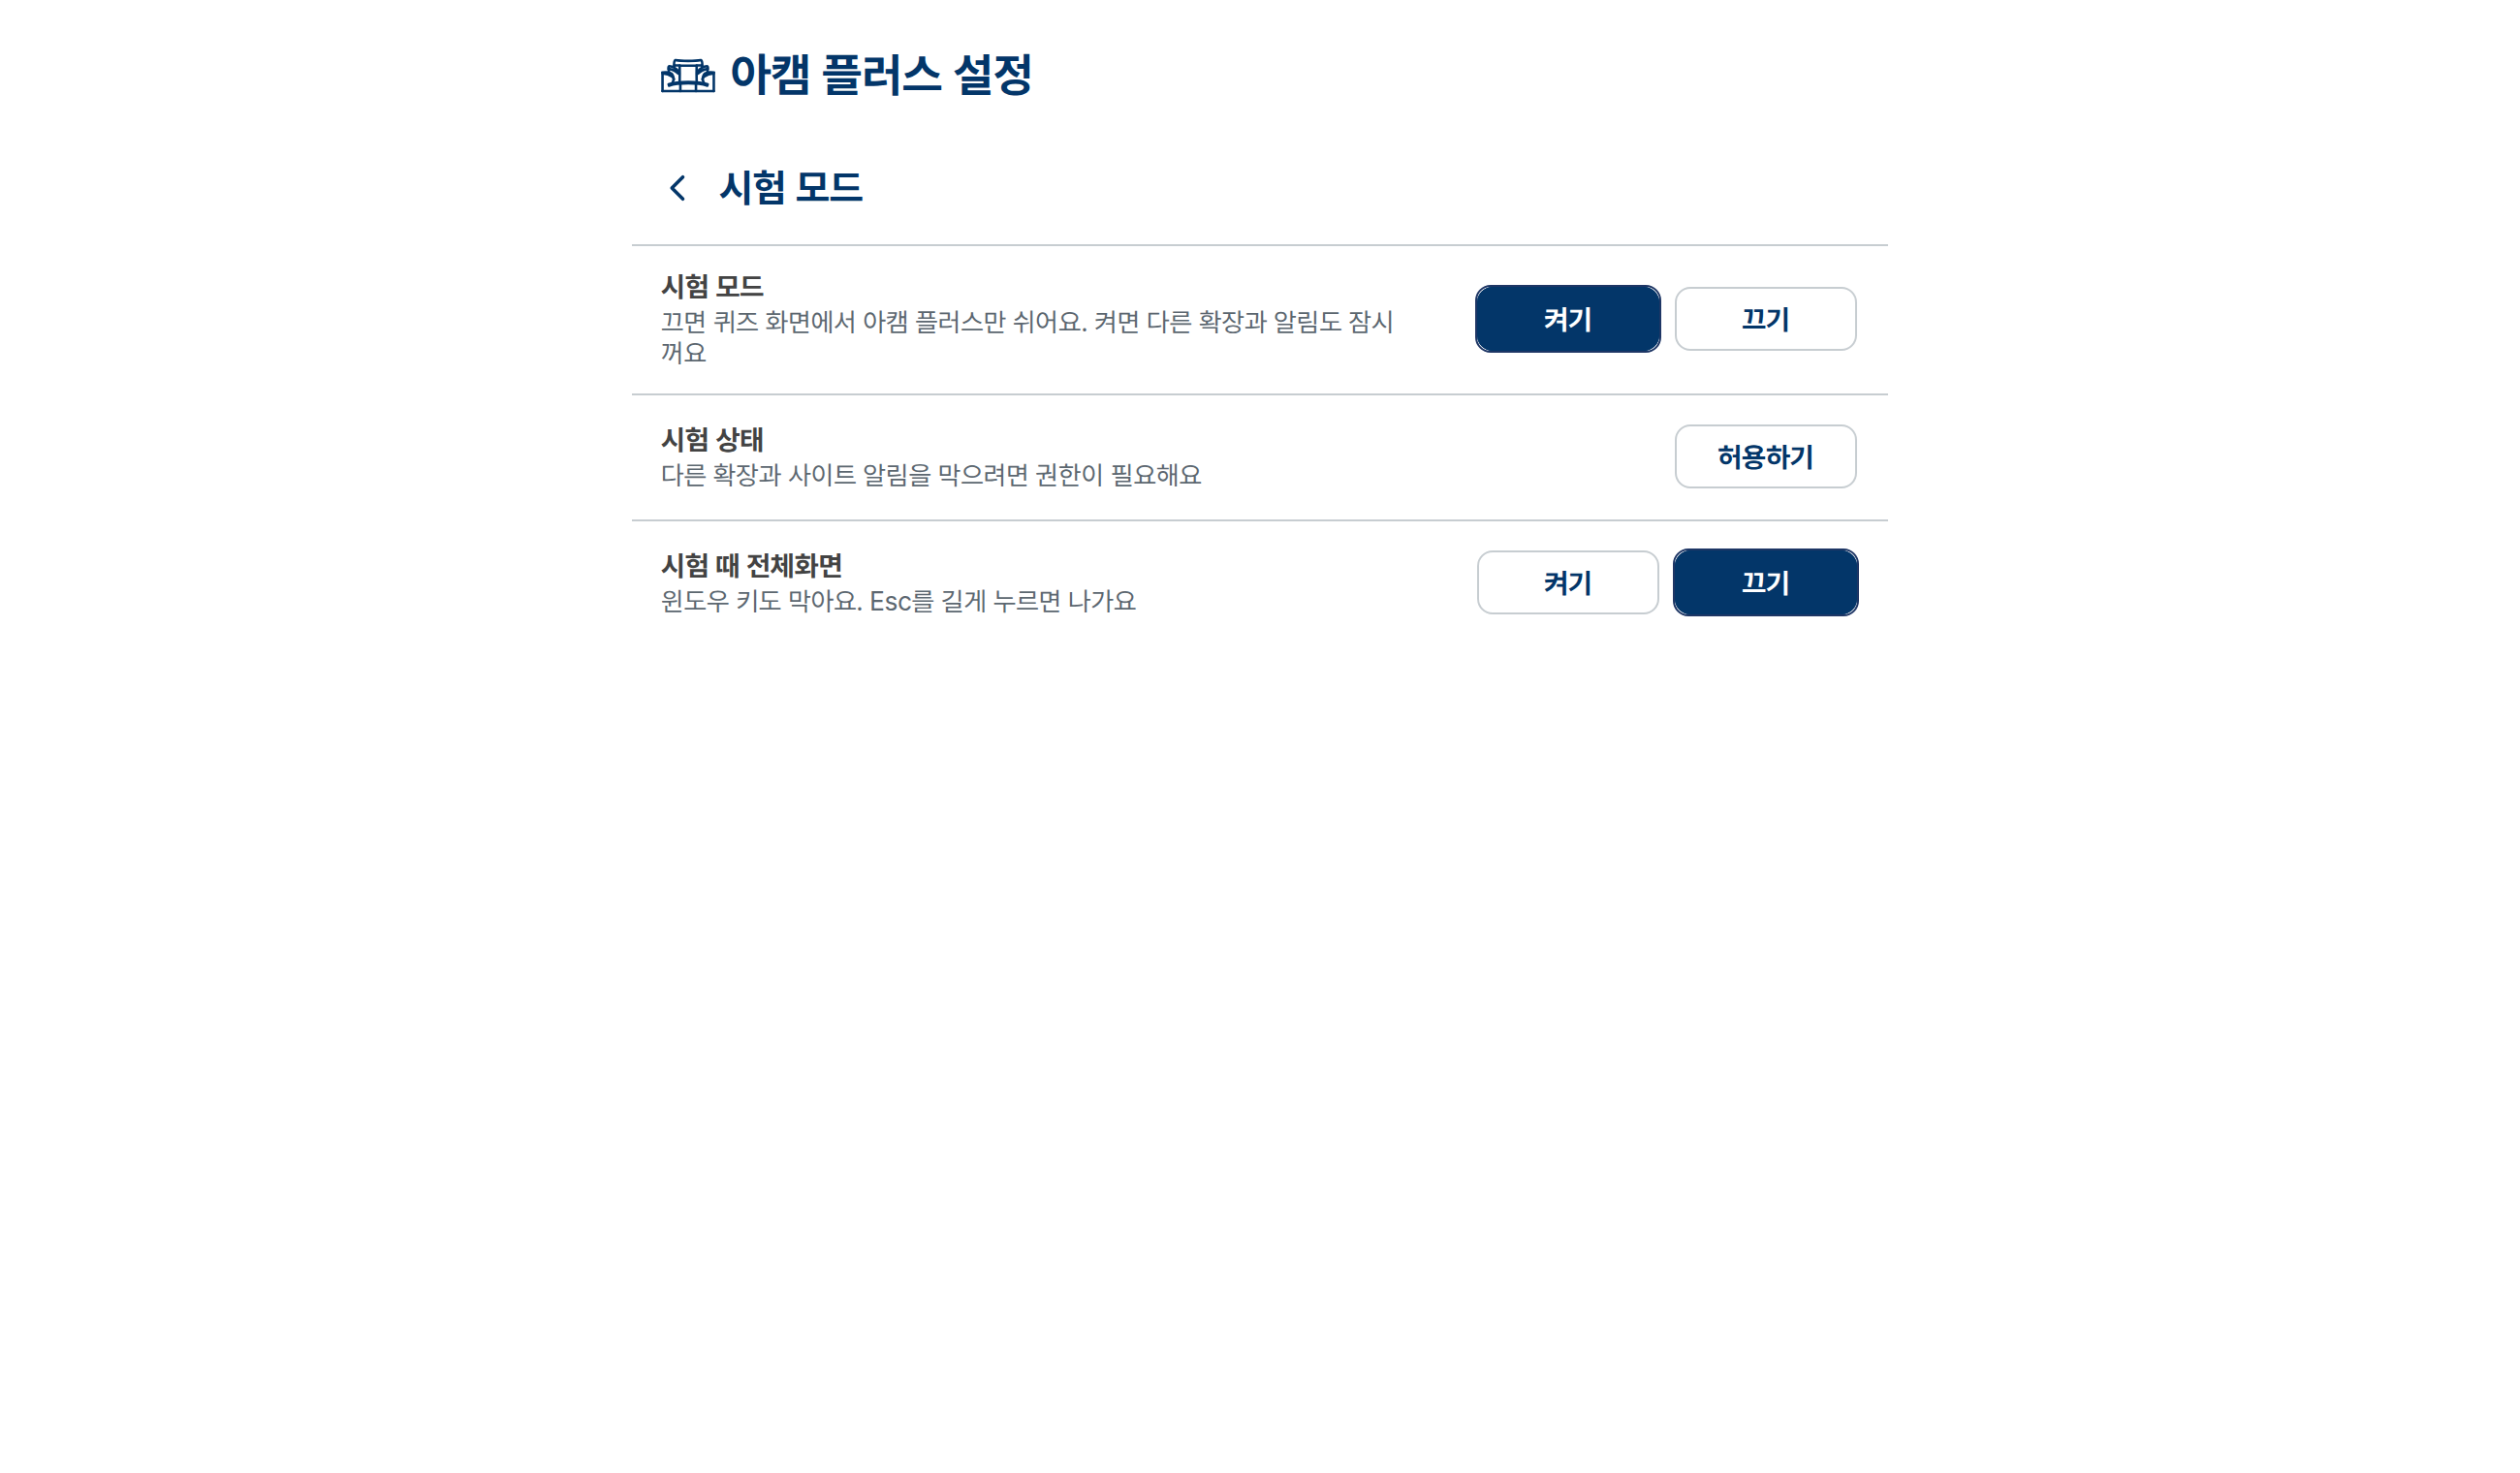 아캠 플러스 설정
시험 모드
시험 모드
끄면 퀴즈 화면에서 아캠 플러스만 쉬어요. 켜면 다른 확장과 알림도 잠시
꺼요
켜기
끄기
시험 상태
다른 확장과 사이트 알림을 막으려면 권한이 필요해요
허용하기
시험 때 전체화면
윈도우 키도 막아요. Esc를 길게 누르면 나가요
켜기
끄기